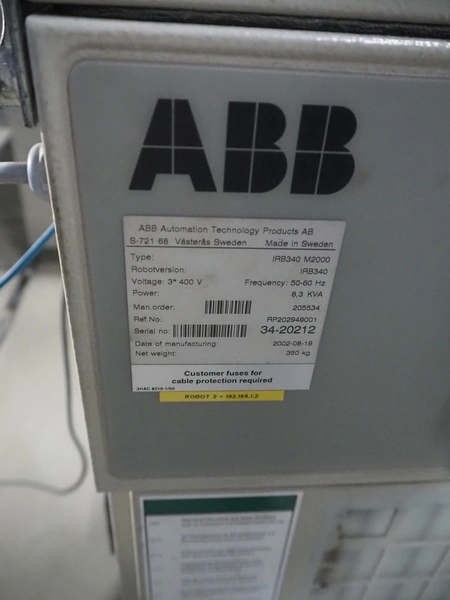 ABB
ABB Automation Technology Products AB
S-721 68 Västerås Sweden Made in Sweden
Type: IRB340 M2000
Robotversion: IRB340
Voltage: 3* 400 V Frequency: 50-60 Hz
Power: 8,3 KVA
Man.order: 205534
Ref.No: RP202949001
Serial no: 34-20212
Date of manufacturing: 2002-08-19
Net weight: 350 kg
Customer fuses for
cable protection required
ROBOT 2 = 192.168.1.2